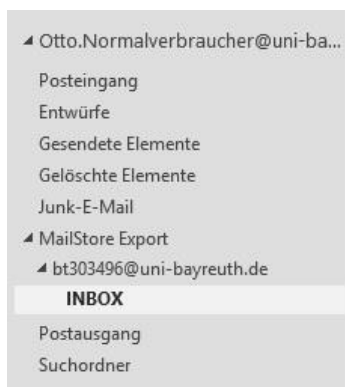 Otto.Normalverbraucher@uni-ba...
Posteingang
Entwürfe
Gesendete Elemente
Gelöschte Elemente
Junk-E-Mail
MailStore Export
bt303496@uni-bayreuth.de
INBOX
Postausgang
Suchordner